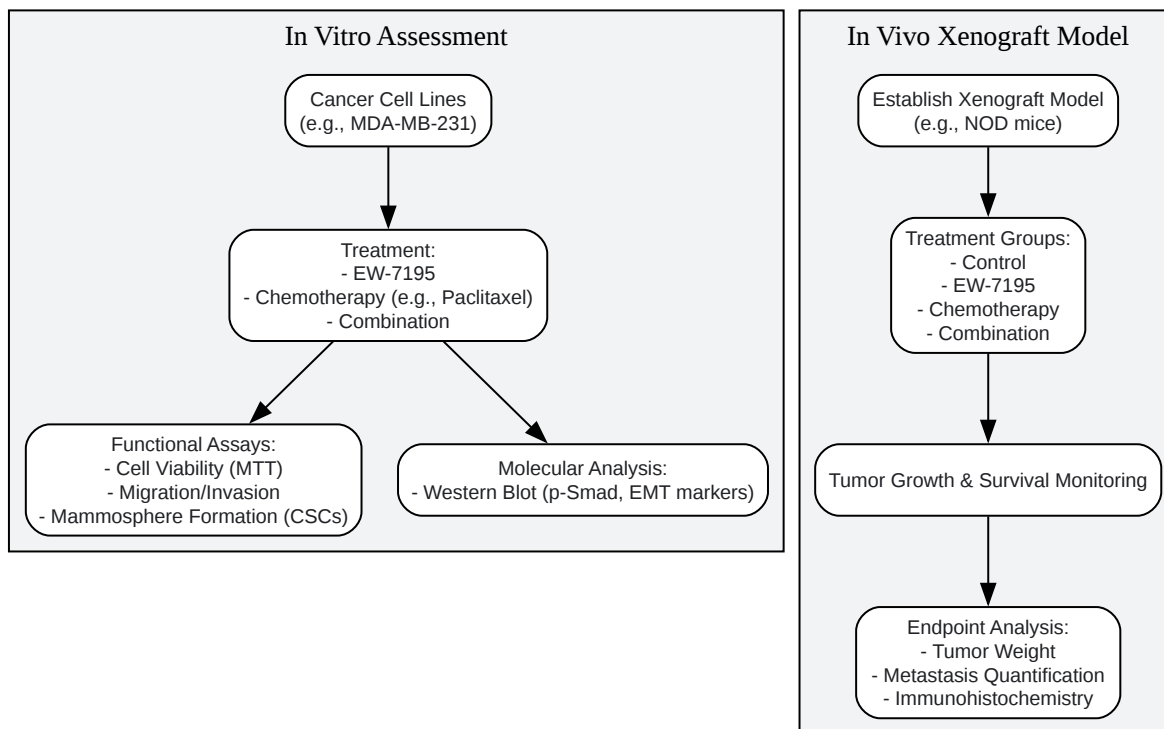 In Vitro Assessment
Cancer Cell Lines
(e.g., MDA-MB-231)
Treatment:
- EW-7195
- Chemotherapy (e.g., Paclitaxel)
- Combination
Functional Assays:
- Cell Viability (MTT)
- Migration/Invasion
- Mammosphere Formation (CSCs)
Molecular Analysis:
- Western Blot (p-Smad, EMT markers)
In Vivo Xenograft Model
Establish Xenograft Model
(e.g., NOD mice)
Treatment Groups:
- Control
- EW-7195
- Chemotherapy
- Combination
Tumor Growth & Survival Monitoring
Endpoint Analysis:
- Tumor Weight
- Metastasis Quantification
- Immunohistochemistry